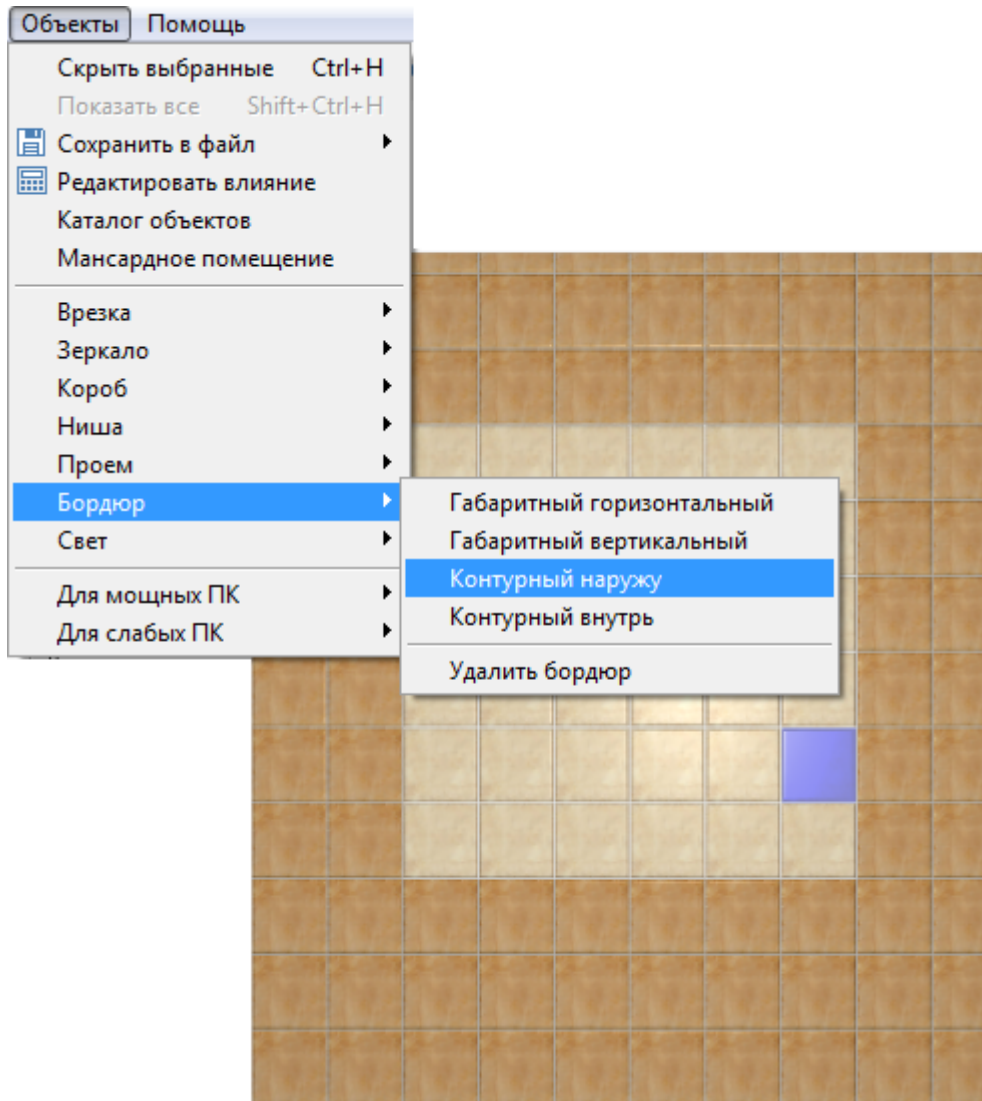 Объекты Помощь
Скрыть выбранные Ctrl+H
Показать все Shift+Ctrl+H
Сохранить в файл
Редактировать влияние
Каталог объектов
Мансардное помещение
Врезка
Зеркало
Короб
Ниша
Проем
Бордюр
Свет
Для мощных ПК
Для слабых ПК
Габаритный горизонтальный
Габаритный вертикальный
Контурный наружу
Контурный внутрь
Удалить бордюр